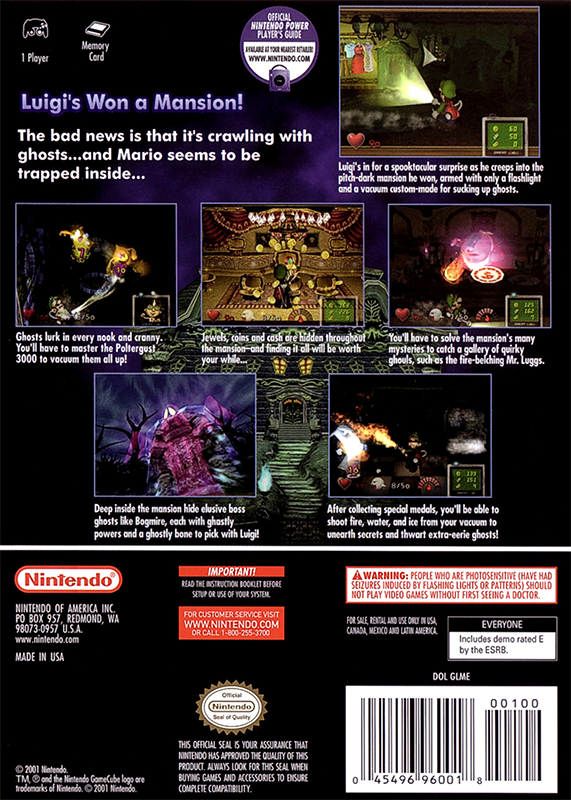 1 Player
Memory
Card
OFFICIAL
NINTENDO POWER
PLAYER'S GUIDE
AVAILABLE AT YOUR NEAREST RETAILER!
WWW.NINTENDO.COM
Luigi's Won a Mansion!
The bad news is that it's crawling with
ghosts...and Mario seems to be
trapped inside...
90
60
50
0
Luigi's in for a spooktacular surprise as he creeps into the
pitch-dark mansion he won, armed with only a flashlight
and a vacuum custom-made for sucking up ghosts.
10
/50
Ghosts lurk in every nook and cranny.
You'll have to master the Poltergust
3000 to vacuum them all up!
Jewels, coins and cash are hidden throughout
the mansion—and finding it all will be worth
your while...
125
162
You'll have to solve the mansion's many
mysteries to catch a gallery of quirky
ghouls, such as the fire-belching Mr. Luggs.
Deep inside the mansion hide elusive boss
ghosts like Bogmire, each with ghastly
powers and a ghostly bone to pick with Luigi!
8/50
139
151
4
After collecting special medals, you'll be able to
shoot fire, water, and ice from your vacuum to
unearth secrets and thwart extra-eerie ghosts!
Nintendo®
NINTENDO OF AMERICA INC.
PO BOX 957, REDMOND, WA
98073-0957 U.S.A.
www.nintendo.com
MADE IN USA
IMPORTANT!
READ THE INSTRUCTION BOOKLET BEFORE
SETUP OR USE OF YOUR SYSTEM.
FOR CUSTOMER SERVICE VISIT
WWW.NINTENDO.COM
OR CALL 1-800-255-3700
WARNING: PEOPLE WHO ARE PHOTOSENSITIVE (HAVE HAD
SEIZURES INDUCED BY FLASHING LIGHTS OR PATTERNS) SHOULD
NOT PLAY VIDEO GAMES WITHOUT FIRST SEEING A DOCTOR.
FOR SALE, RENTAL AND USE ONLY IN USA,
CANADA, MEXICO AND LATIN AMERICA.
EVERYONE
Includes demo rated E
by the ESRB.
DOL GLME
Official
Nintendo
Seal of Quality
THIS OFFICIAL SEAL IS YOUR ASSURANCE THAT
NINTENDO HAS APPROVED THE QUALITY OF THIS
PRODUCT. ALWAYS LOOK FOR THIS SEAL WHEN
BUYING GAMES AND ACCESSORIES TO ENSURE
COMPLETE COMPATIBILITY.
© 2001 Nintendo.
TM, ® and the Nintendo GameCube logo are
trademarks of Nintendo. © 2001 Nintendo.
00100
0 45496 96001 8